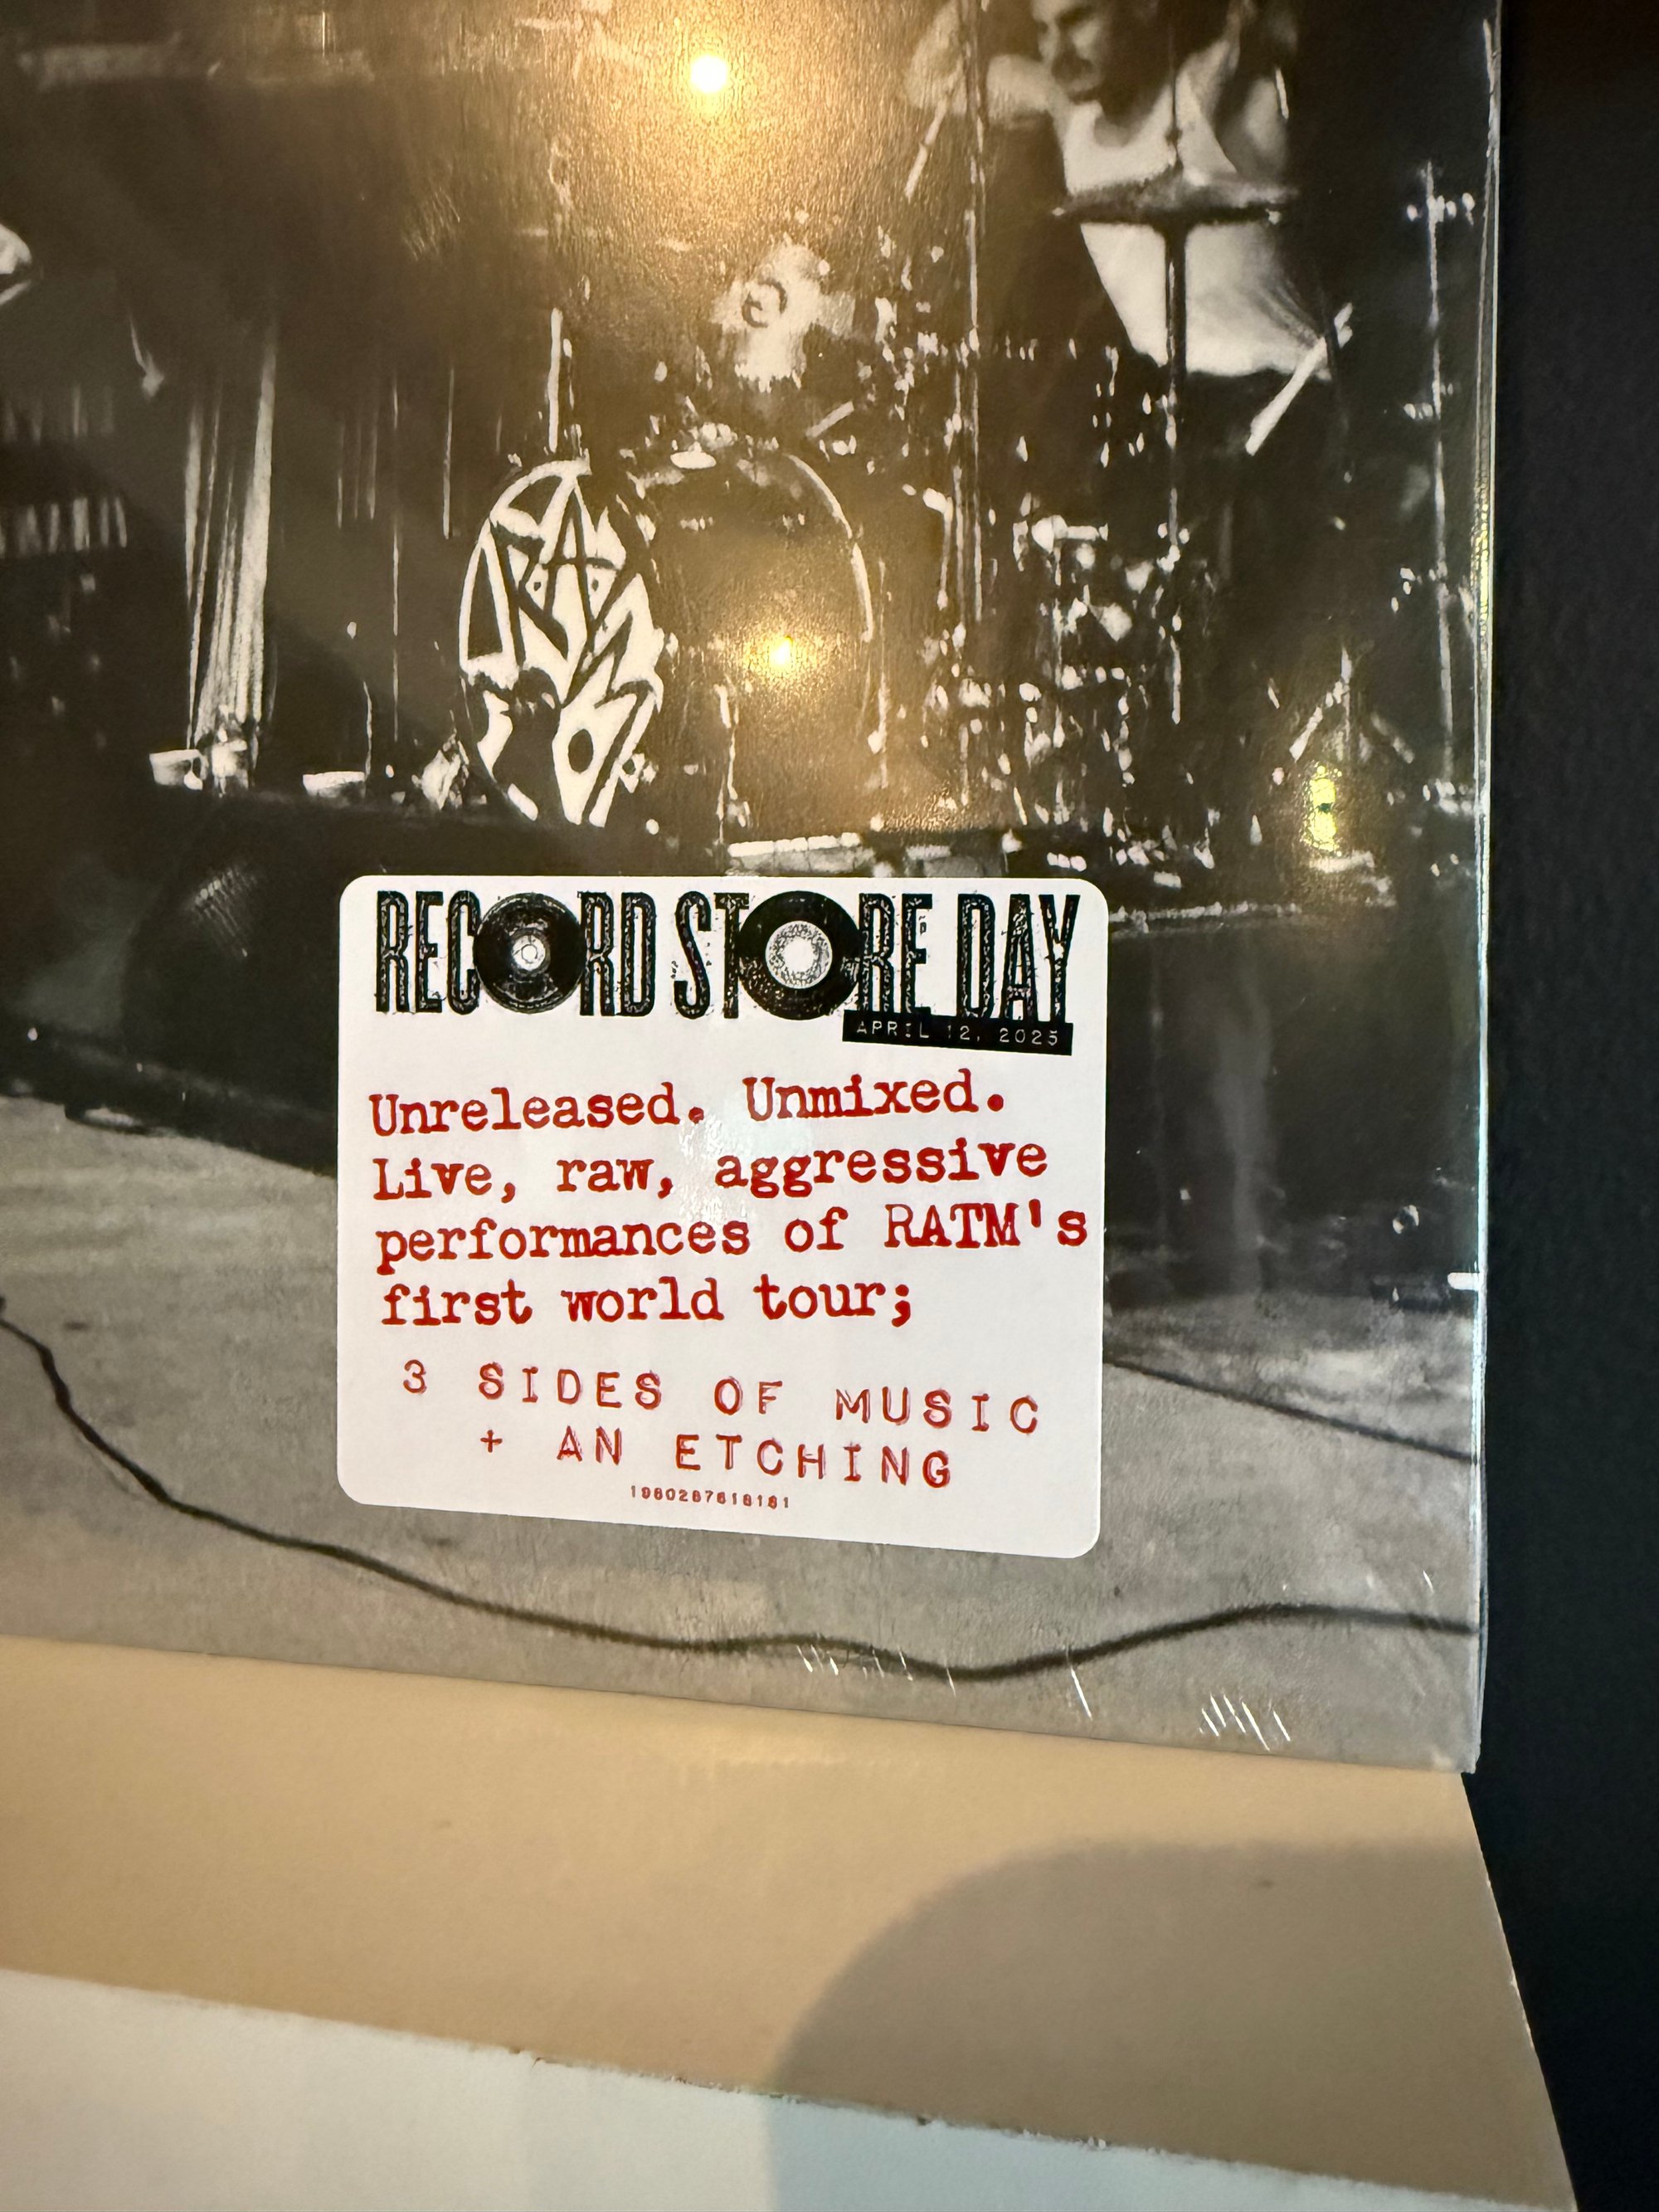 RECORD STORE DAY
APRIL 12, 2025
Unreleased. Unmixed.
Live, raw, aggressive
performances of RATM's
first world tour;
3 SIDES OF MUSIC
+ AN ETCHING